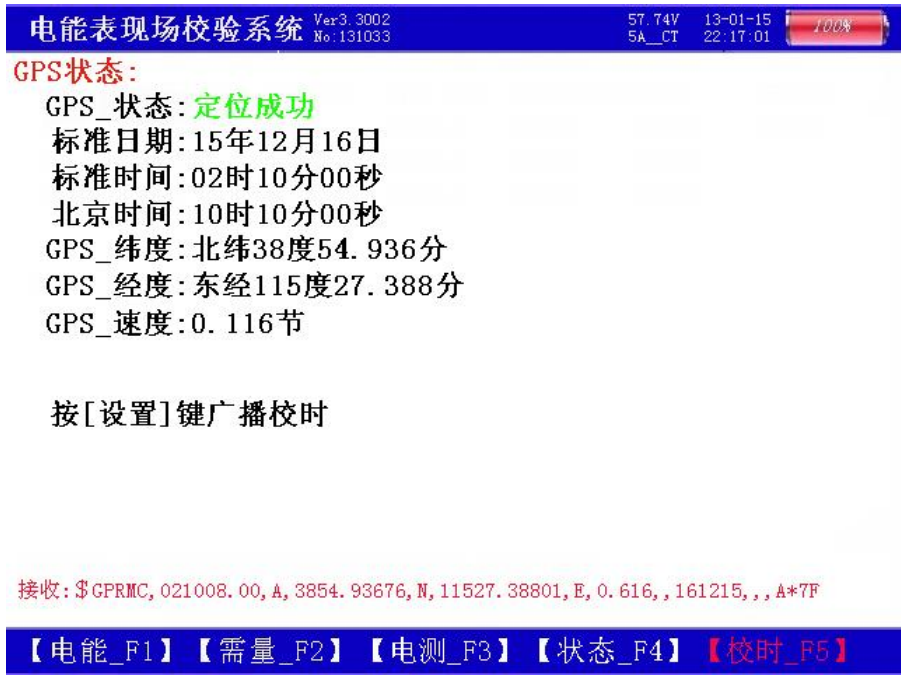 电能表现场校验系统 Ver3.3002 No:131033 57.74V 5A__CT 13-01-15 22:17:01 100%
GPS状态:
GPS_状态:定位成功
标准日期:15年12月16日
标准时间:02时10分00秒
北京时间:10时10分00秒
GPS_纬度:北纬38度54.936分
GPS_经度:东经115度27.388分
GPS_速度:0.116节
按[设置]键广播校时
接收:$GPRMC,021008.00,A,3854.93676,N,11527.38801,E,0.616,,161215,,,A*7F
【电能_F1】【需量_F2】【电测_F3】【状态_F4】【校时_F5】